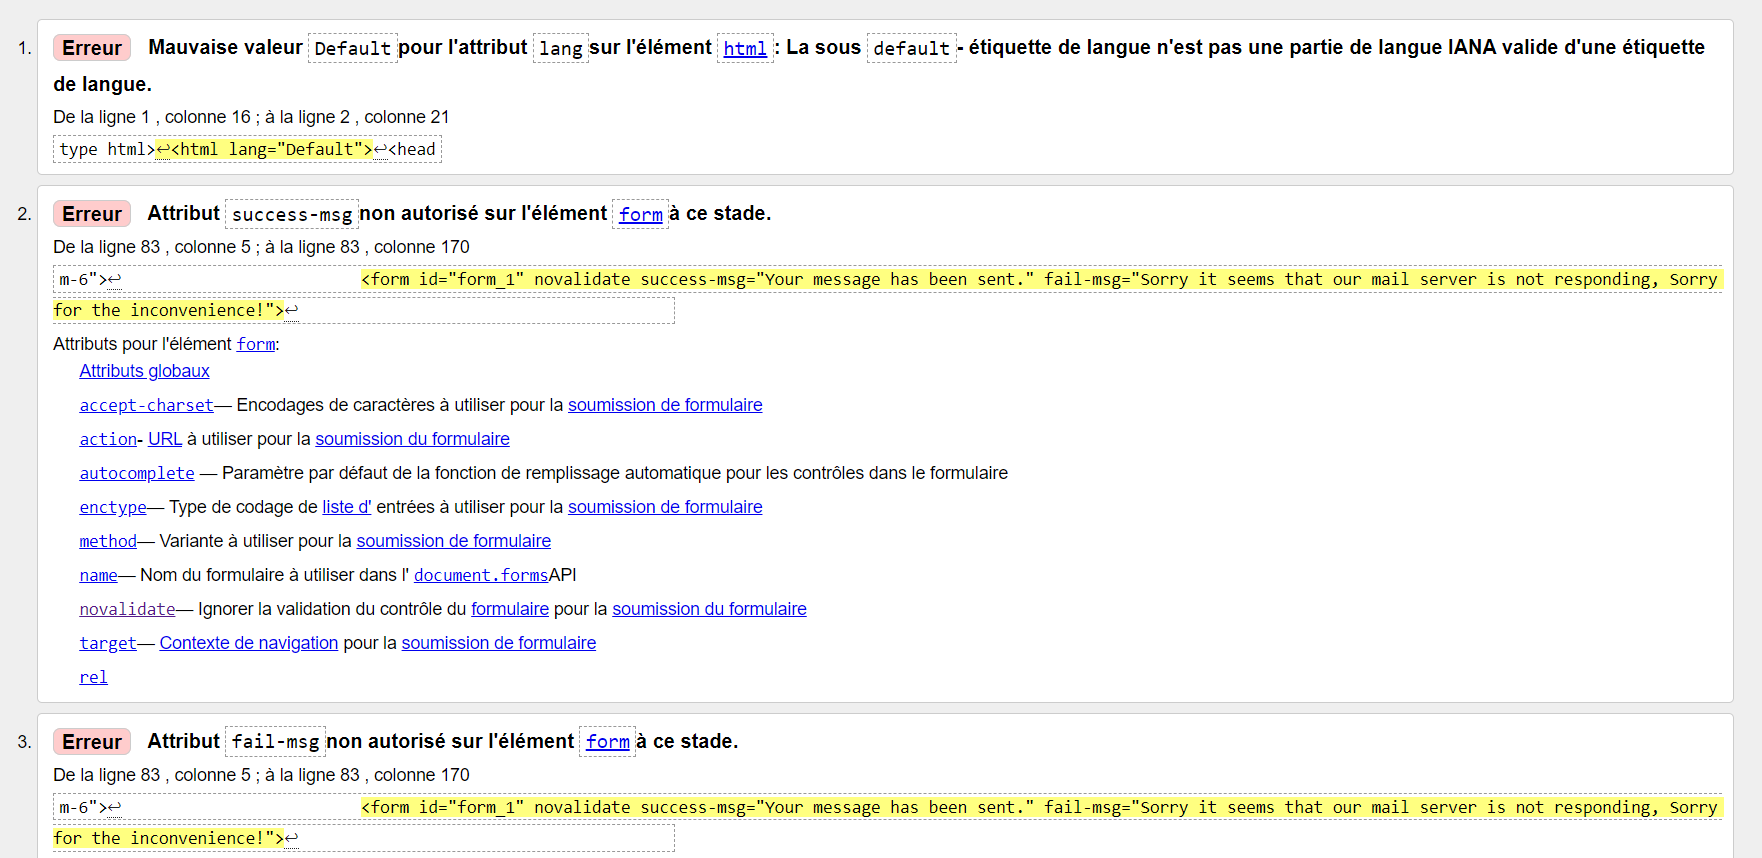 1. Erreur Mauvaise valeur Default pour l'attribut lang sur l'élément html : La sous default - étiquette de langue n'est pas une partie de langue IANA valide d'une étiquette
de langue.
De la ligne 1 , colonne 16 ; à la ligne 2 , colonne 21
type html>↩<html lang="Default">↩<head
2. Erreur Attribut success-msg non autorisé sur l'élément form à ce stade.
De la ligne 83 , colonne 5 ; à la ligne 83 , colonne 170
m-6">↩ <form id="form_1" novalidate success-msg="Your message has been sent." fail-msg="Sorry it seems that our mail server is not responding, Sorry
for the inconvenience!">↩
Attributs pour l'élément form:
Attributs globaux
accept-charset— Encodages de caractères à utiliser pour la soumission de formulaire
action- URL à utiliser pour la soumission du formulaire
autocomplete — Paramètre par défaut de la fonction de remplissage automatique pour les contrôles dans le formulaire
enctype— Type de codage de liste d' entrées à utiliser pour la soumission de formulaire
method— Variante à utiliser pour la soumission de formulaire
name— Nom du formulaire à utiliser dans l' document.formsAPI
novalidate— Ignorer la validation du contrôle du formulaire pour la soumission du formulaire
target— Contexte de navigation pour la soumission de formulaire
rel
3. Erreur Attribut fail-msg non autorisé sur l'élément form à ce stade.
De la ligne 83 , colonne 5 ; à la ligne 83 , colonne 170
m-6">↩ <form id="form_1" novalidate success-msg="Your message has been sent." fail-msg="Sorry it seems that our mail server is not responding, Sorry
for the inconvenience!">↩